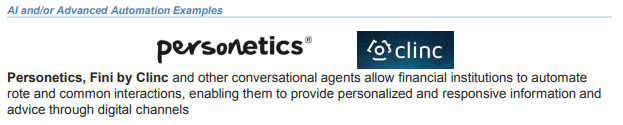 AI and/or Advanced Automation Examples
personetics® clinc
Personetics, Fini by Clinc and other conversational agents allow financial institutions to automate
rote and common interactions, enabling them to provide personalized and responsive information and
advice through digital channels